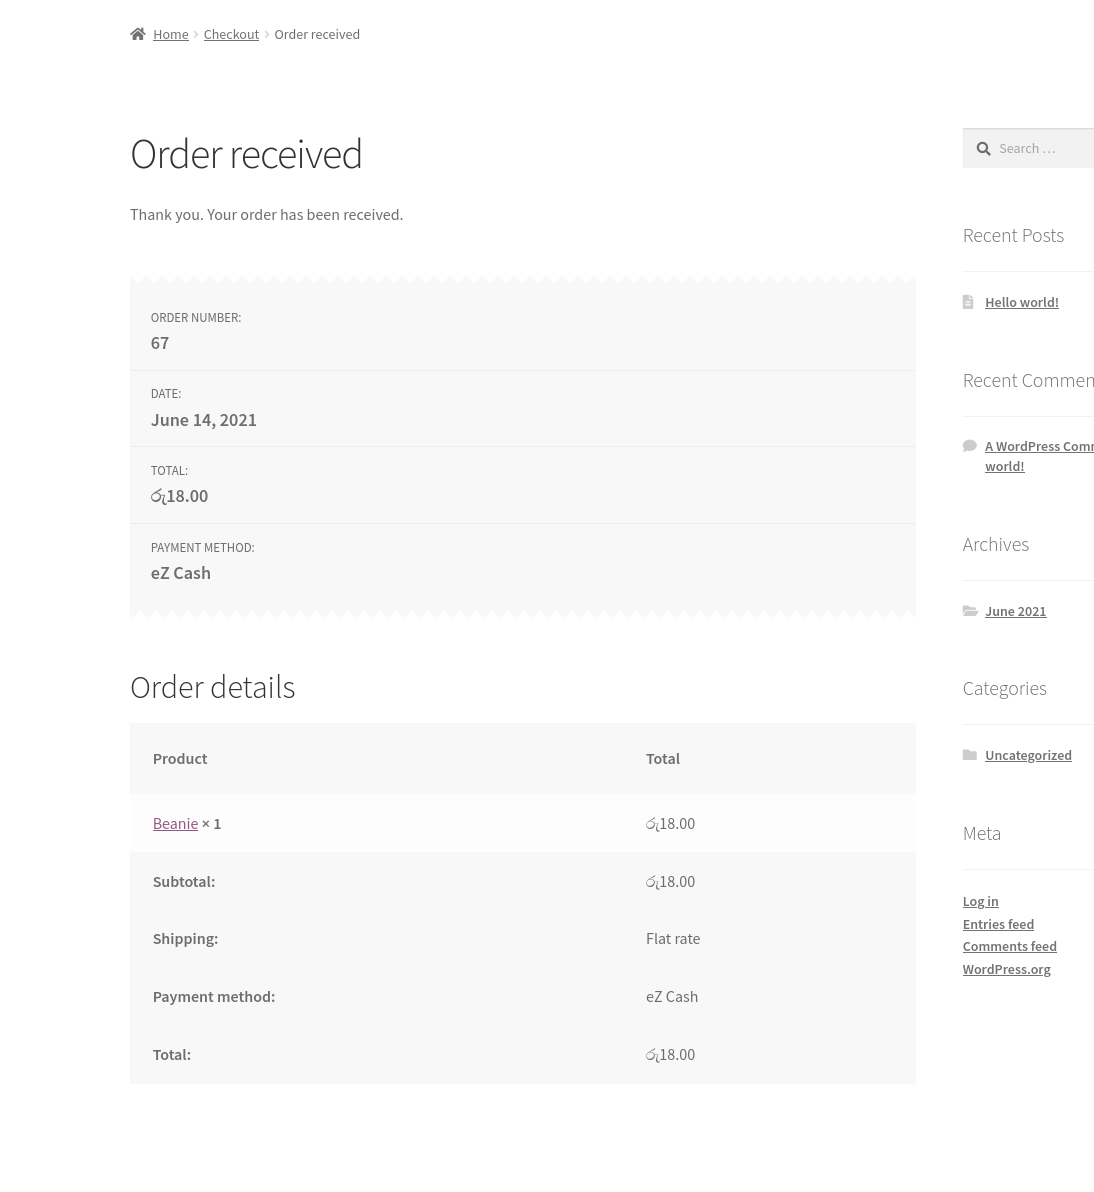 Home > Checkout > Order received
Order received
Thank you. Your order has been received.
ORDER NUMBER:
67
DATE:
June 14, 2021
TOTAL:
රු18.00
PAYMENT METHOD:
eZ Cash
Order details
Product Total
Beanie × 1 රු18.00
Subtotal: රු18.00
Shipping: Flat rate
Payment method: eZ Cash
Total: රු18.00
Search …
Recent Posts
Hello world!
Recent
Archives
June 2021
Categories
Uncategorized
Meta
Log in
Entries feed
Comments feed
WordPress.org
A WordPress
world!